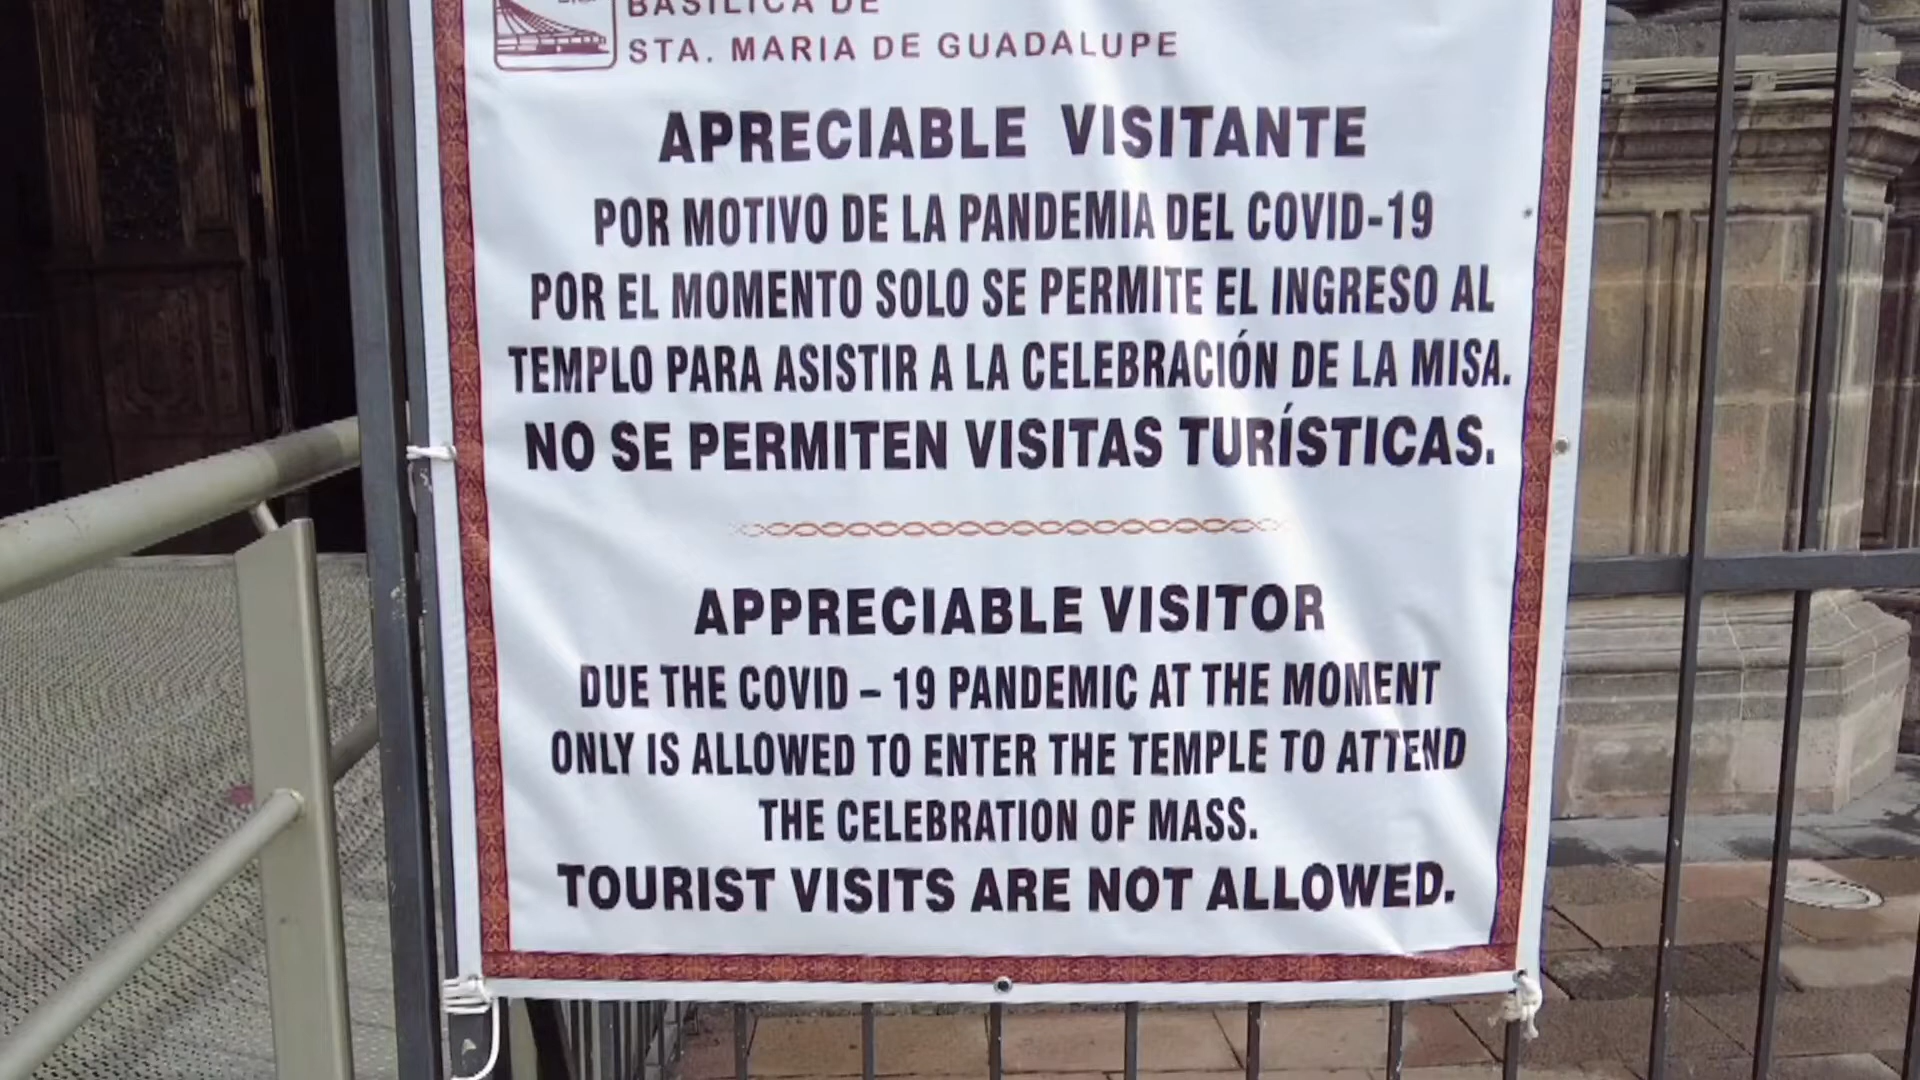 BASILICA DE
STA. MARIA DE GUADALUPE
APRECIABLE VISITANTE
POR MOTIVO DE LA PANDEMIA DEL COVID-19
POR EL MOMENTO SOLO SE PERMITE EL INGRESO AL
TEMPLO PARA ASISTIR A LA CELEBRACIÓN DE LA MISA.
NO SE PERMITEN VISITAS TURÍSTICAS.
APPRECIABLE VISITOR
DUE THE COVID – 19 PANDEMIC AT THE MOMENT
ONLY IS ALLOWED TO ENTER THE TEMPLE TO ATTEND
THE CELEBRATION OF MASS.
TOURIST VISITS ARE NOT ALLOWED.